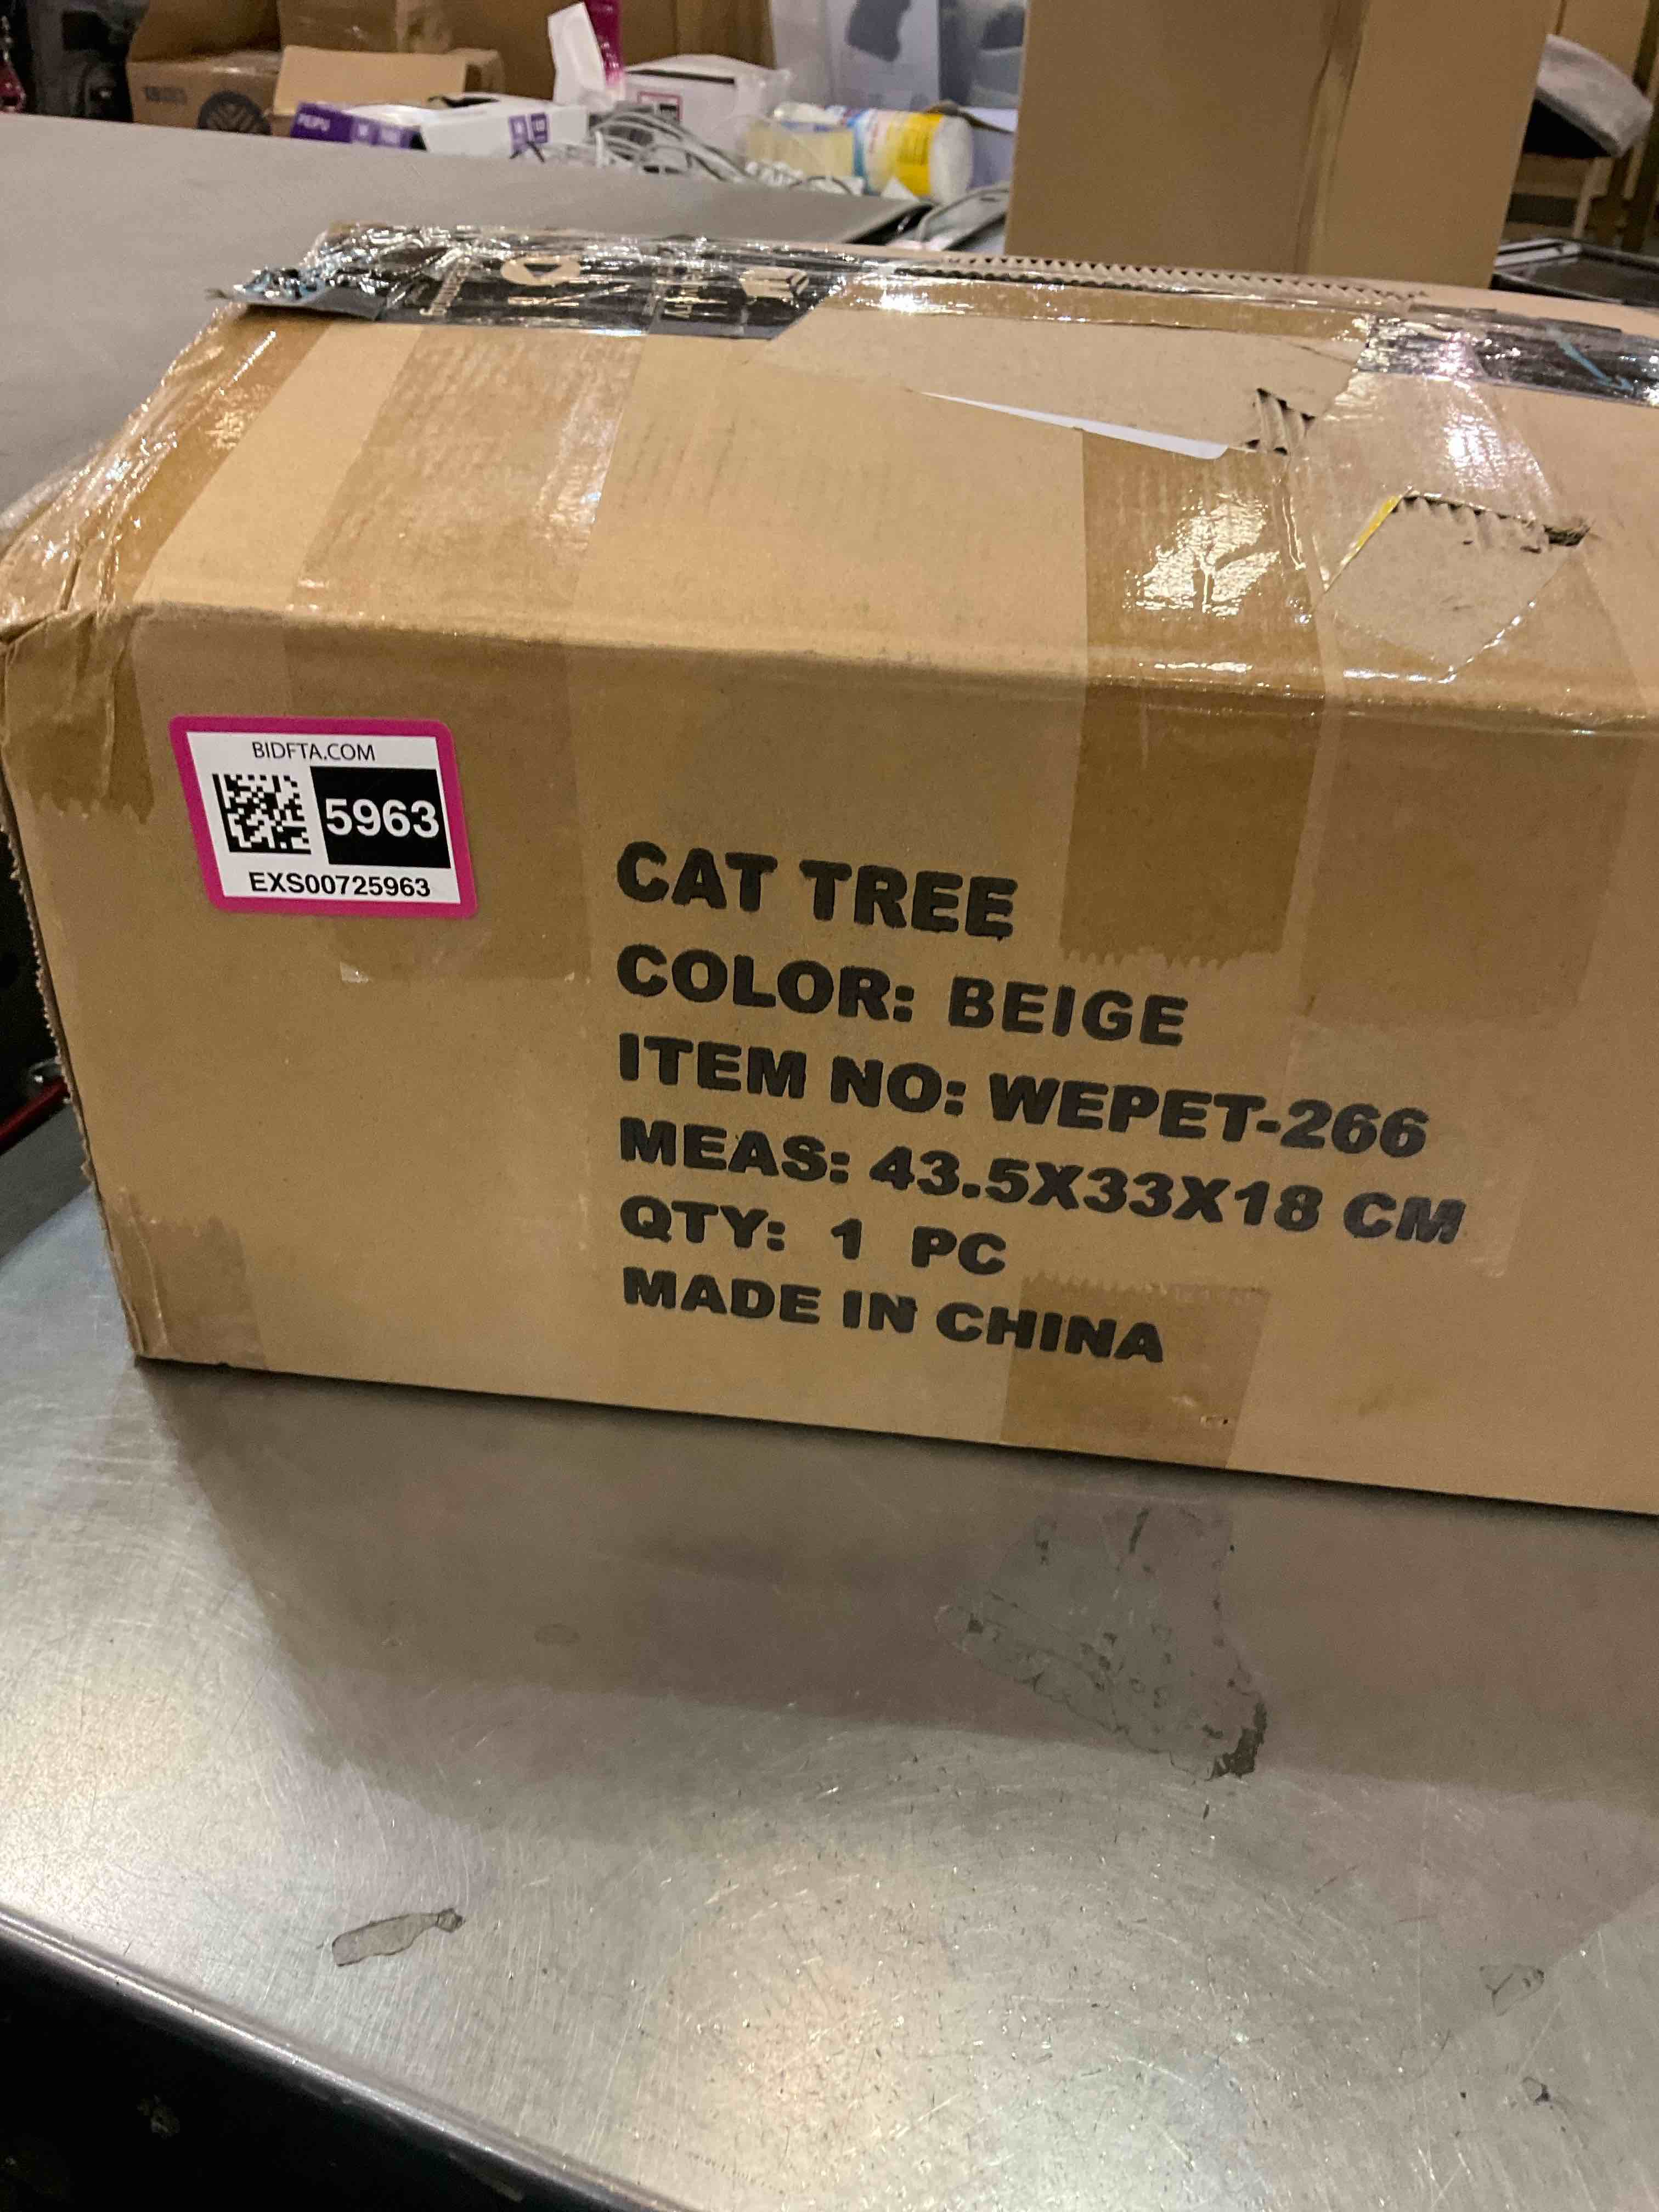 BIDFTA.COM
5963
EXS00725963
CAT TREE
COLOR: BEIGE
ITEM NO: WEPET-266
MEAS: 43.5X33X18 CM
QTY: 1 PC
MADE IN CHINA